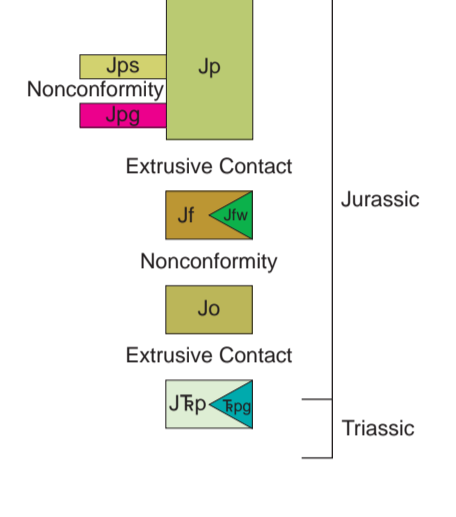 Jps
Jp
Nonconformity
Jpg
Extrusive Contact
Jf
Jfw
Jurassic
Nonconformity
Jo
Extrusive Contact
JTRp
TRpg
Triassic